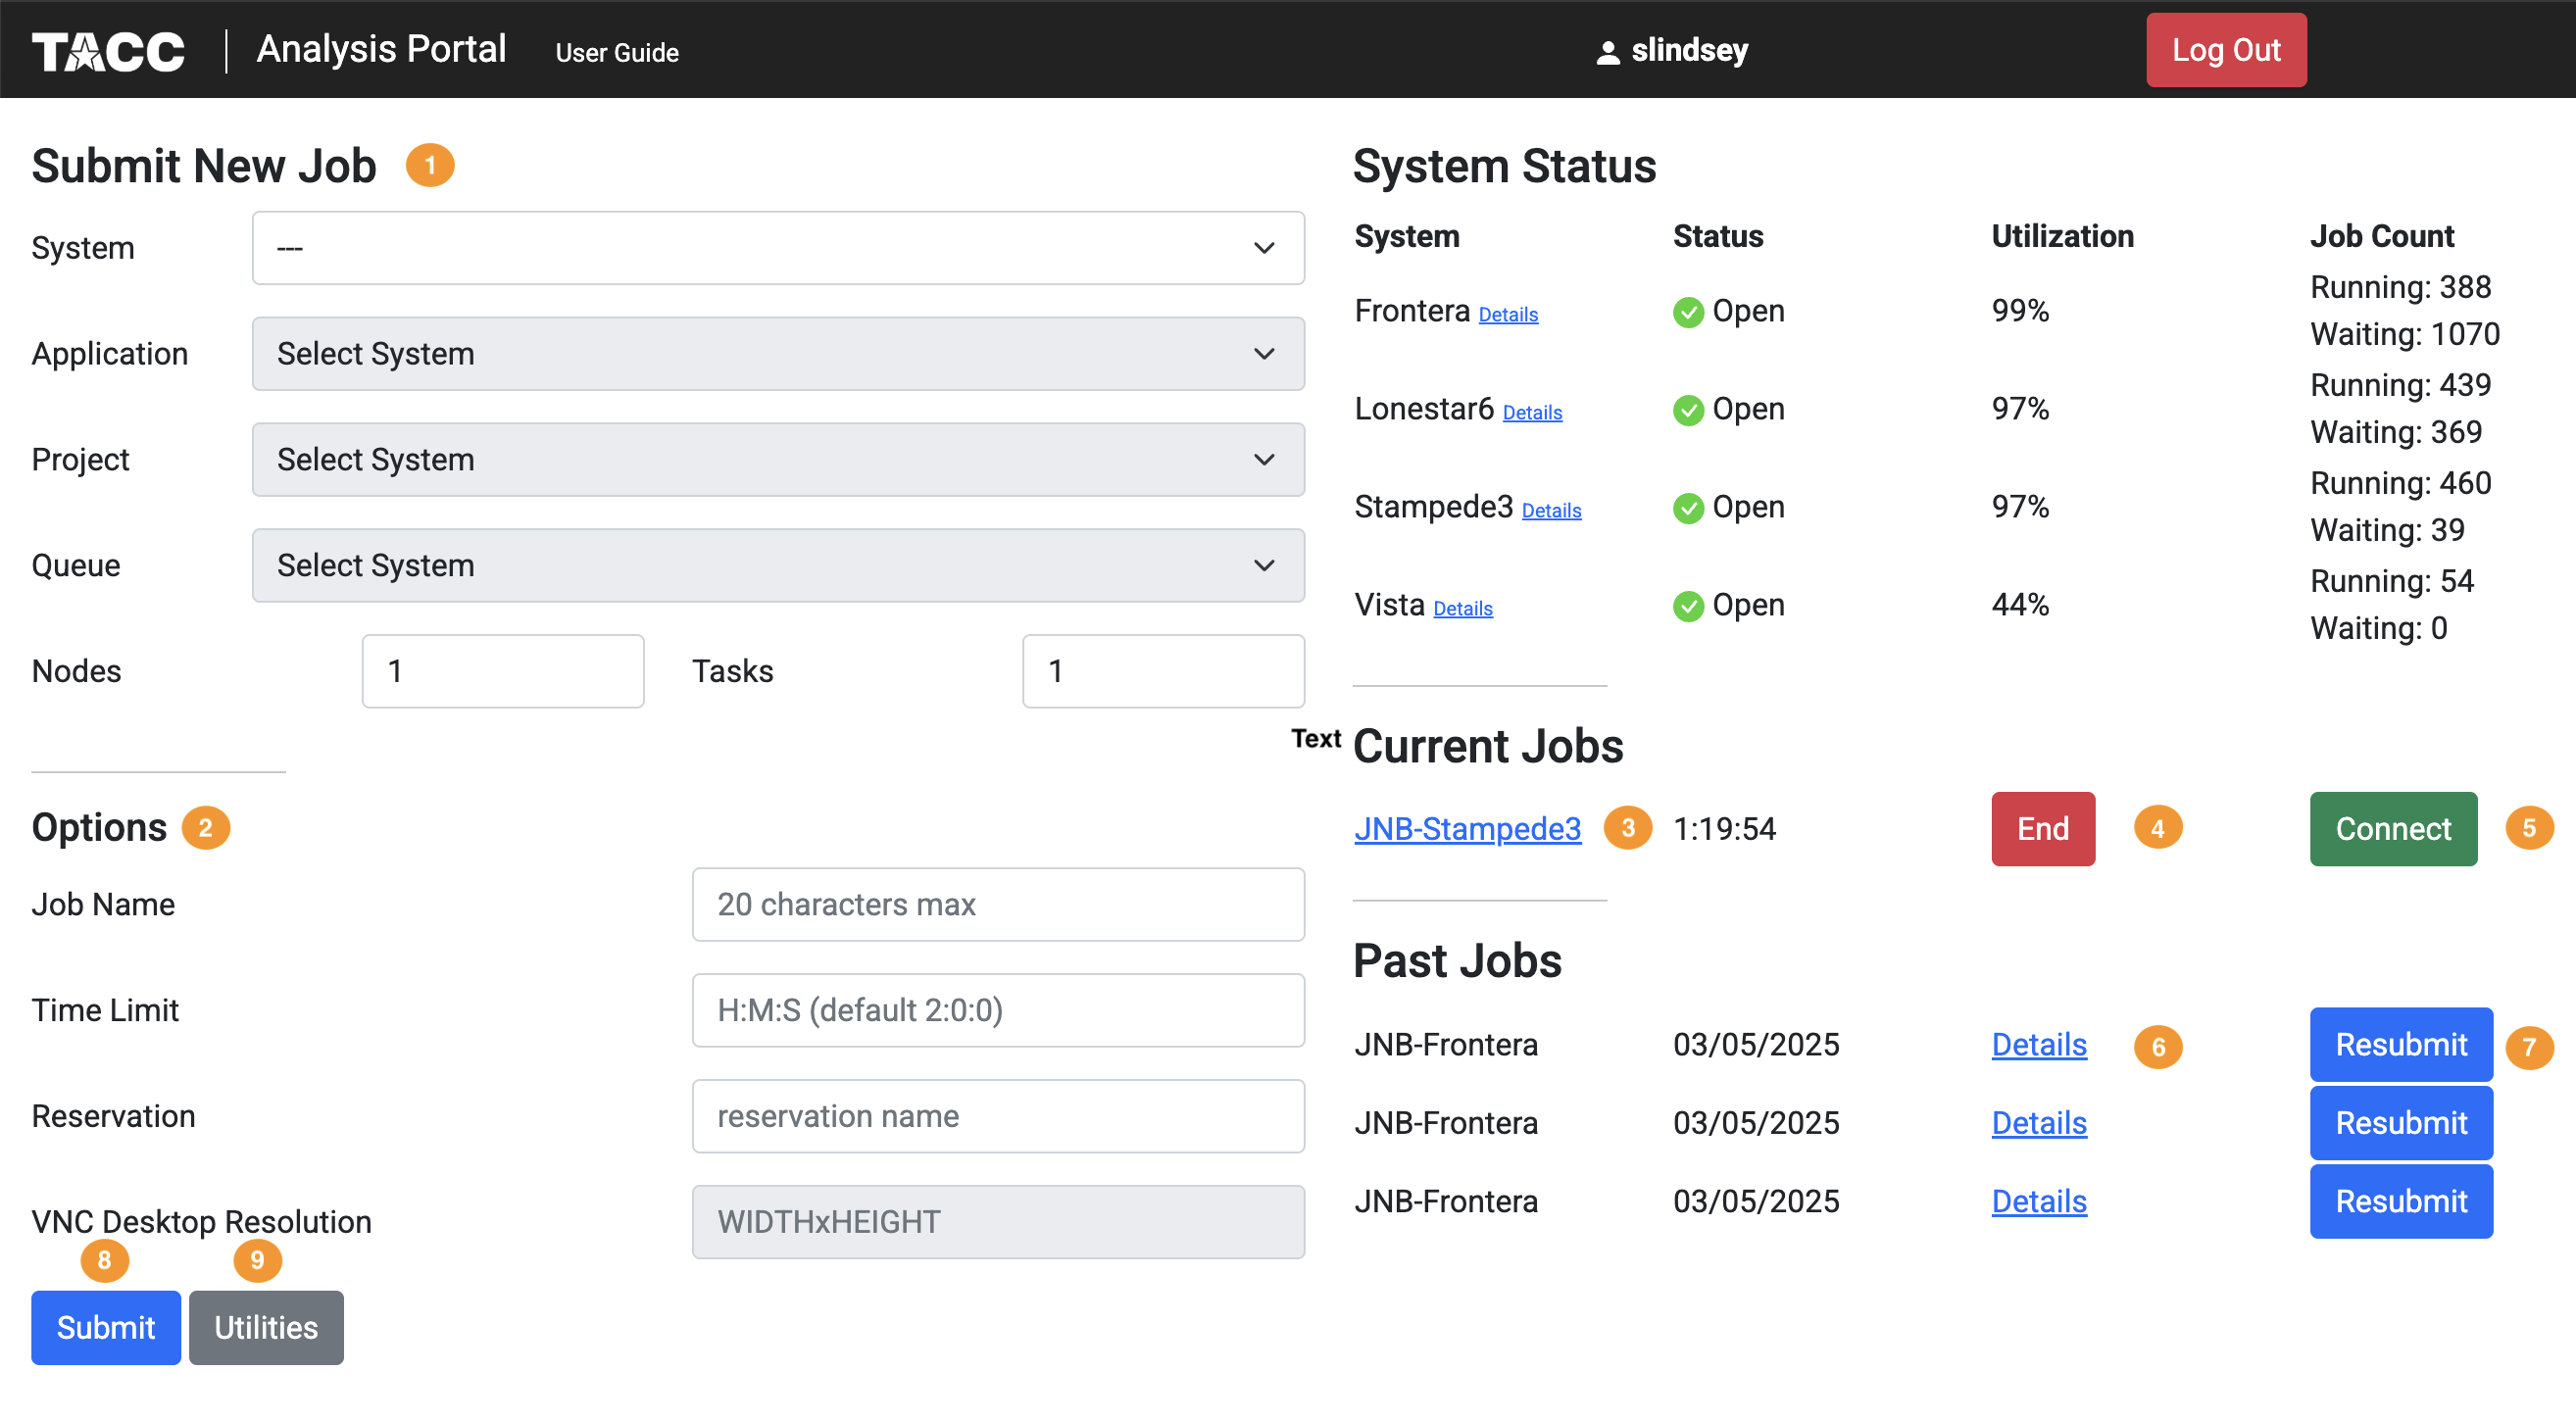 TACC | Analysis Portal User Guide slindsey Log Out
Submit New Job 1
System ---
Application Select System
Project Select System
Queue Select System
Nodes 1 Tasks 1
Options 2
Job Name 20 characters max
Time Limit H:M:S (default 2:0:0)
Reservation reservation name
VNC Desktop Resolution WIDTHxHEIGHT
8 9
Submit Utilities
System Status
System Status Utilization Job Count
Frontera Details Open 99% Running: 388
Waiting: 1070
Lonestar6 Details Open 97% Running: 439
Waiting: 369
Stampede3 Details Open 97% Running: 460
Waiting: 39
Vista Details Open 44% Running: 54
Waiting: 0
Text Current Jobs
JNB-Stampede3 3 1:19:54 End 4 Connect 5
Past Jobs
JNB-Frontera 03/05/2025 Details 6 Resubmit 7
JNB-Frontera 03/05/2025 Details Resubmit
JNB-Frontera 03/05/2025 Details Resubmit